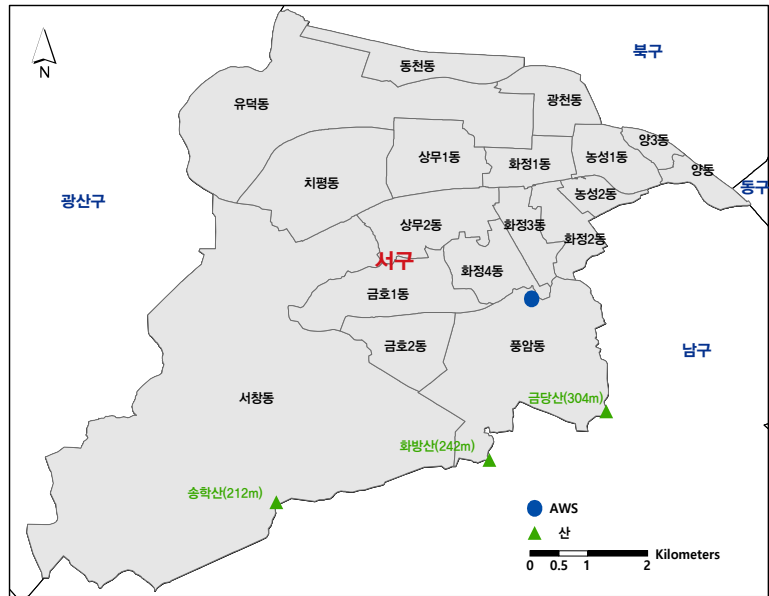 북구
동천동
N
유덕동
광천동
양3동
상무1동
화정1동
농성1동
양동
치평동
동구
농성2동
광산구
상무2동
화정3동
화정2동
서구
화정4동
금호1동
금호2동
풍암동
남구
서창동
금당산(304m)
화방산(242m)
송학산(212m)
AWS
산
Kilometers
0 0.5 1 2